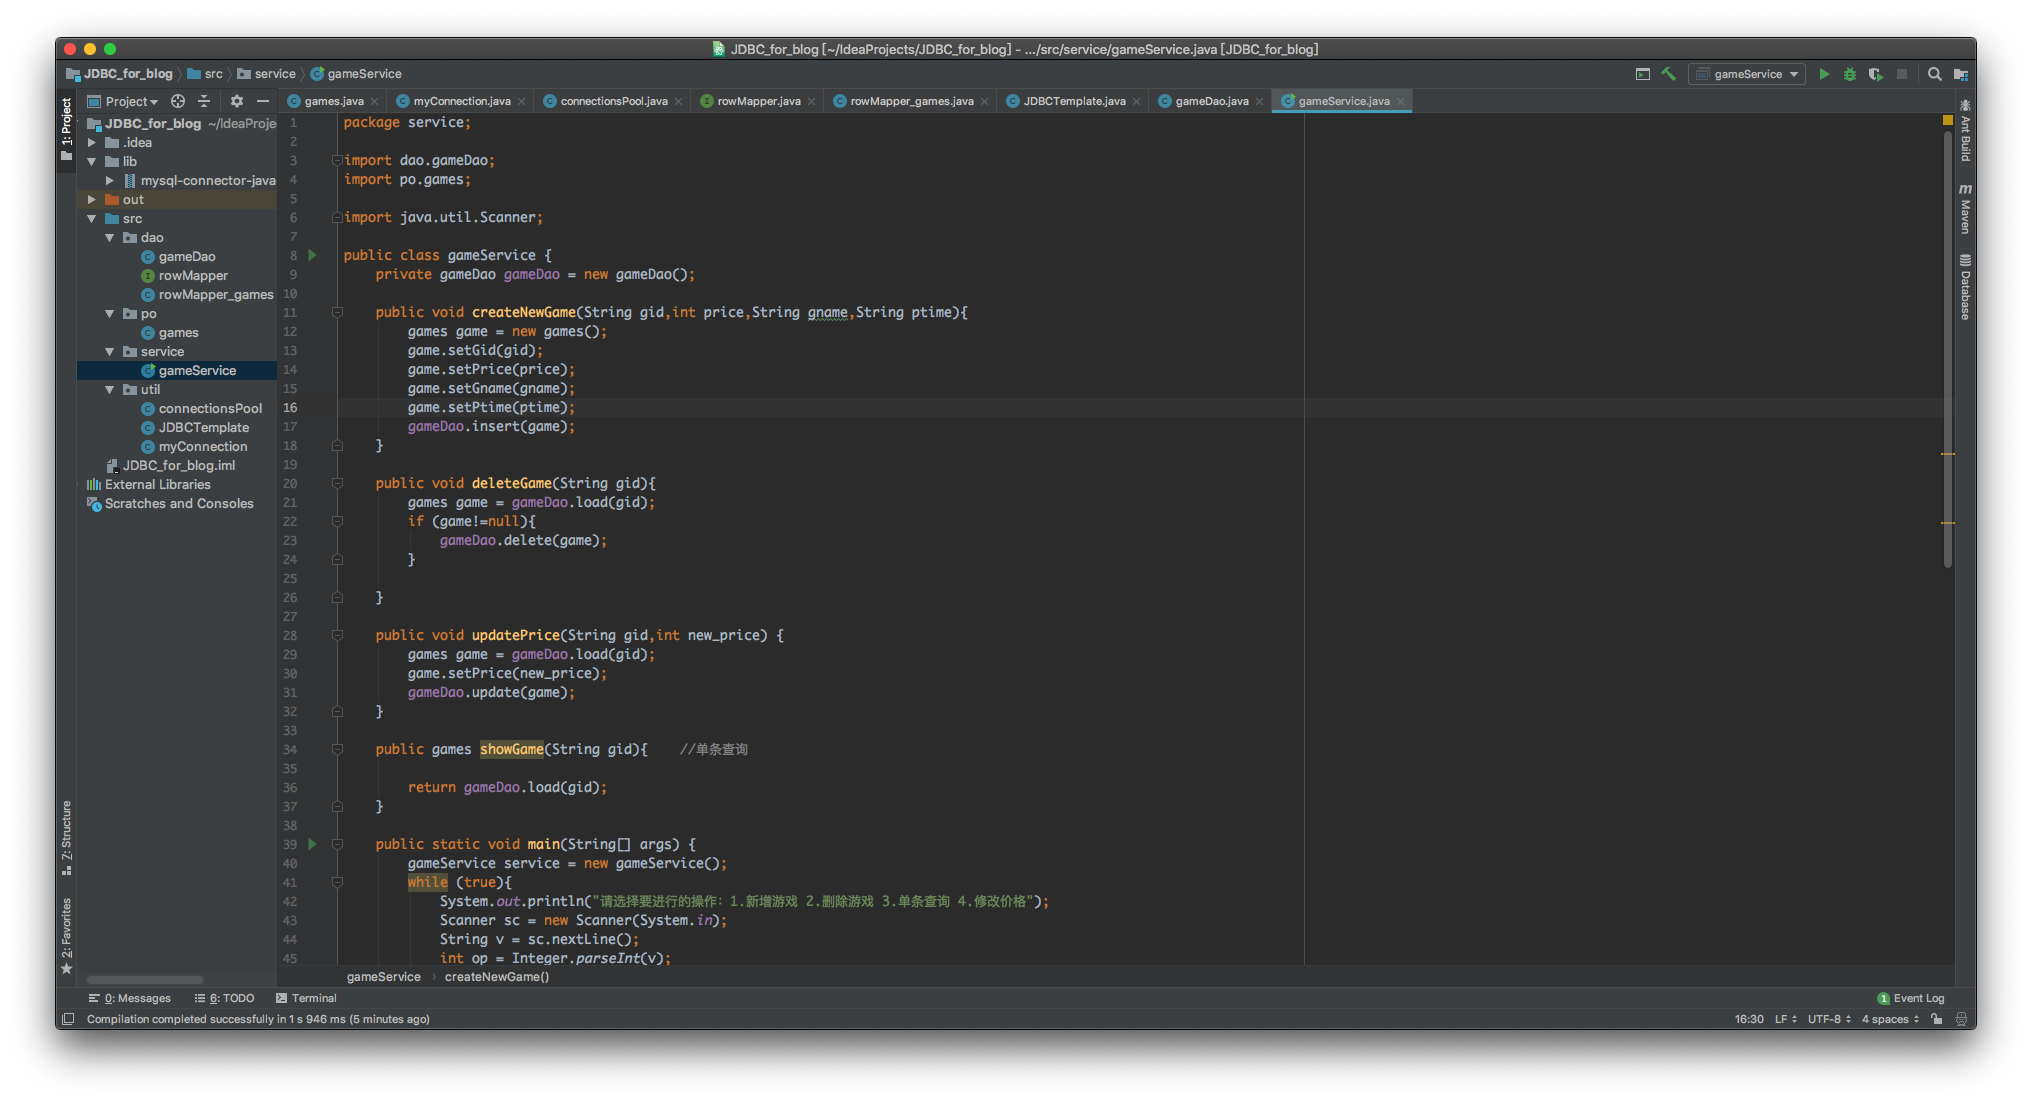 JDBC_for_blog [~/IdeaProjects/JDBC_for_blog] - .../src/service/gameService.java [JDBC_for_blog]
JDBC_for_blog src service gameService
gameService
Project
games.java myConnection.java connectionsPool.java rowMapper.java rowMapper_games.java JDBCTemplate.java gameDao.java gameService.java
1: Project
7: Structure
2: Favorites
JDBC_for_blog ~/IdeaProje
.idea
lib
mysql-connector-java
out
src
dao
gameDao
rowMapper
rowMapper_games
po
games
service
gameService
util
connectionsPool
JDBCTemplate
myConnection
JDBC_for_blog.iml
External Libraries
Scratches and Consoles
1 package service;
2
3 import dao.gameDao;
4 import po.games;
5
6 import java.util.Scanner;
7
8 public class gameService {
9 private gameDao gameDao = new gameDao();
10
11 public void createNewGame(String gid,int price,String gname,String ptime){
12 games game = new games();
13 game.setGid(gid);
14 game.setPrice(price);
15 game.setGname(gname);
16 game.setPtime(ptime);
17 gameDao.insert(game);
18 }
19
20 public void deleteGame(String gid){
21 games game = gameDao.load(gid);
22 if (game!=null){
23 gameDao.delete(game);
24 }
25
26 }
27
28 public void updatePrice(String gid,int new_price) {
29 games game = gameDao.load(gid);
30 game.setPrice(new_price);
31 gameDao.update(game);
32 }
33
34 public games showGame(String gid){ //单条查询
35
36 return gameDao.load(gid);
37 }
38
39 public static void main(String[] args) {
40 gameService service = new gameService();
41 while (true){
42 System.out.println("请选择要进行的操作：1.新增游戏 2.删除游戏 3.单条查询 4.修改价格");
43 Scanner sc = new Scanner(System.in);
44 String v = sc.nextLine();
45 int op = Integer.parseInt(v);
Ant Build
m Maven
Database
gameService createNewGame()
0: Messages 6: TODO Terminal
1 Event Log
Compilation completed successfully in 1 s 946 ms (5 minutes ago)
16:30 LF UTF-8 4 spaces